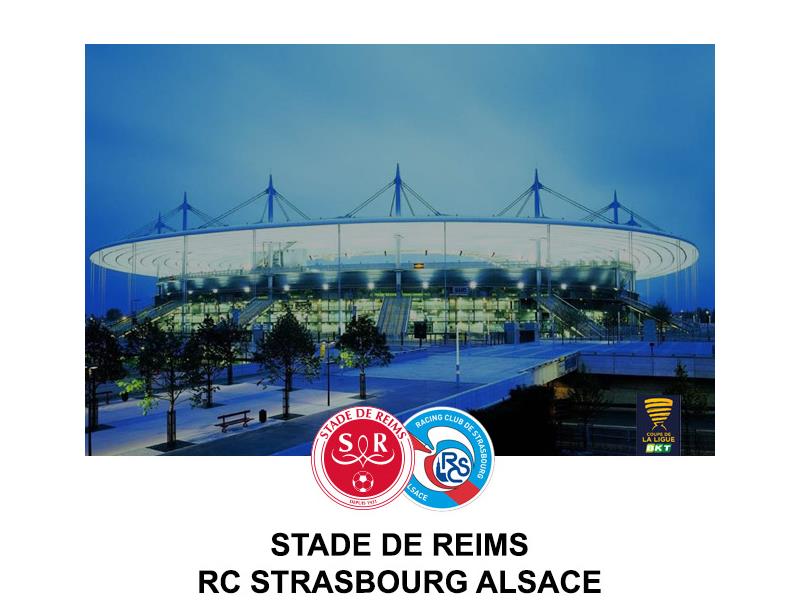 COUPE DE
LA LIGUE
BKT
STADE DE REIMS
SR
DEPUIS 1931
RACING CLUB DE STRASBOURG
ALSACE
RCS
STADE DE REIMS
RC STRASBOURG ALSACE